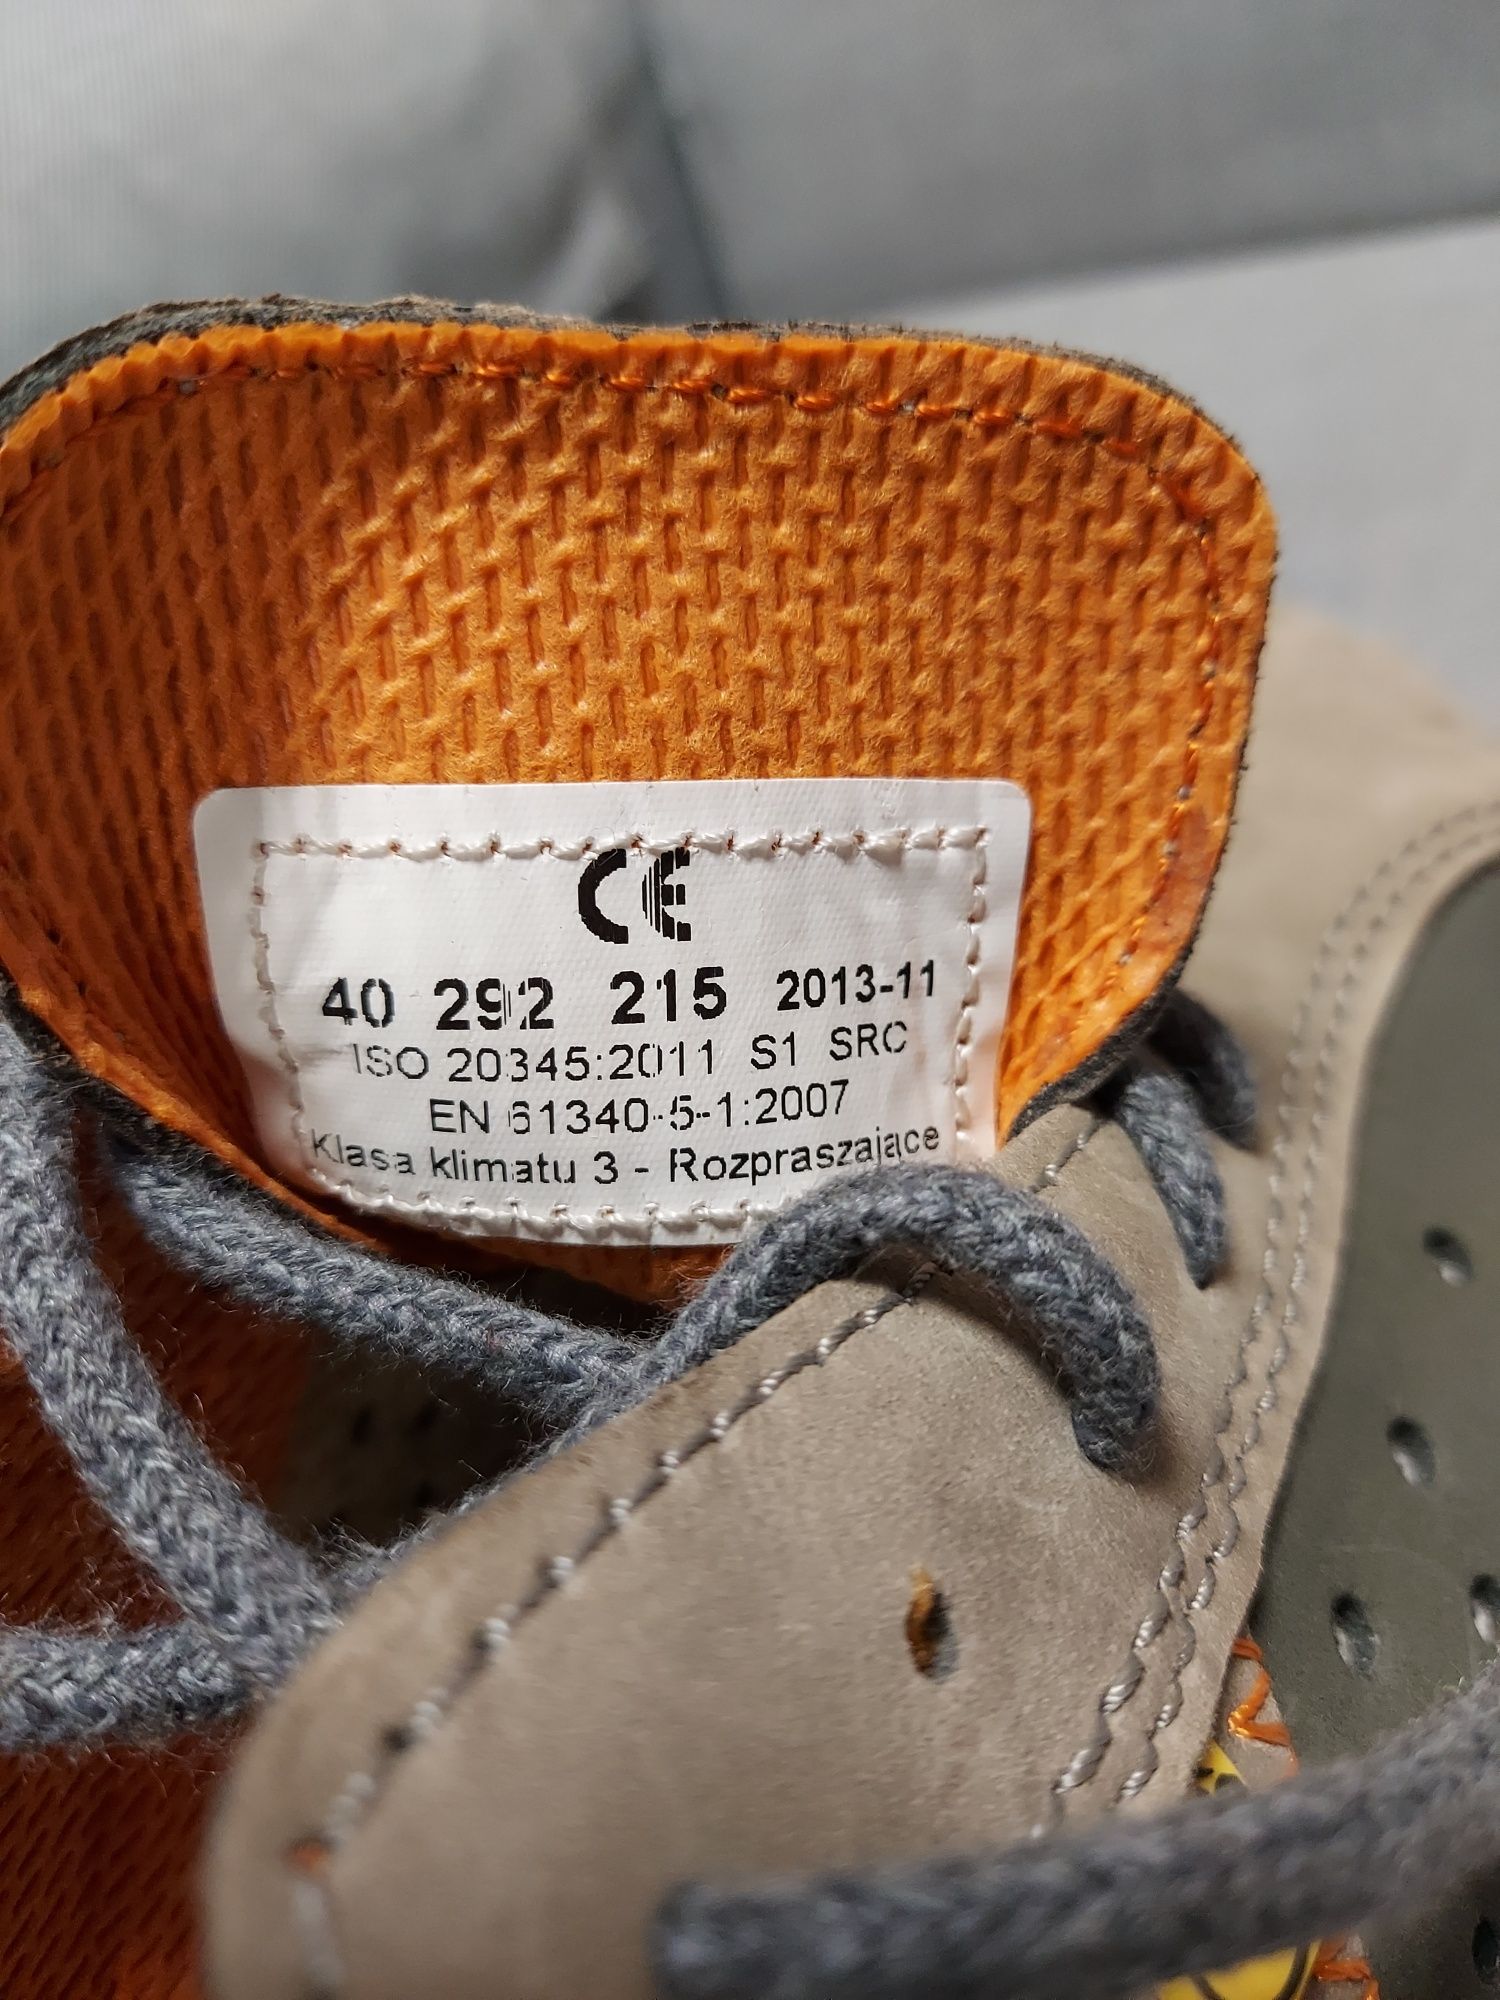 CE
40 292 215 2013-11
ISO 20345:2011 S1 SRC
EN 61340-5-1:2007
Klasa klimatu 3 - Rozpraszające